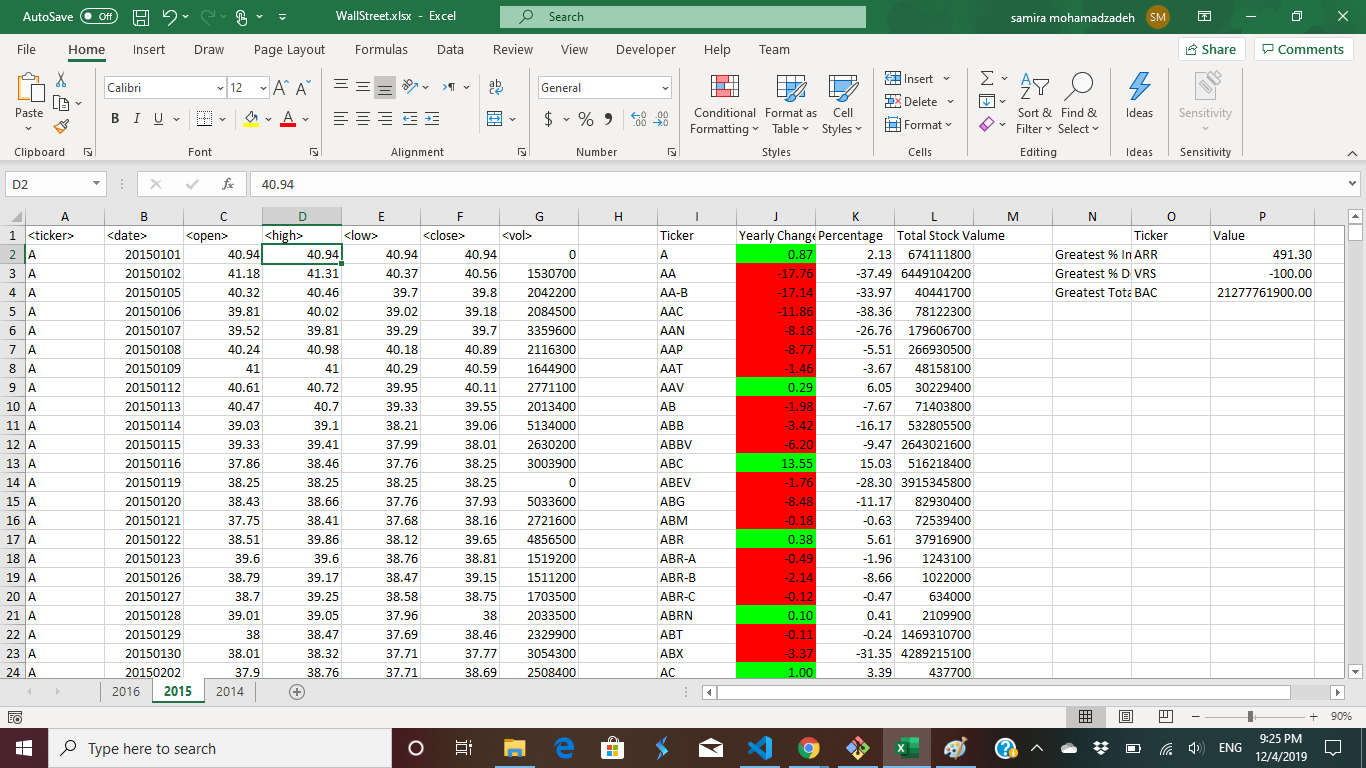 AutoSave Off WallStreet.xlsx - Excel Search samira mohamadzadeh SM
File Home Insert Draw Page Layout Formulas Data Review View Developer Help Team Share Comments
Paste Calibri 12 General Conditional Formatting Format as Table Cell Styles Insert Delete Format Sort & Filter Find & Select Ideas Sensitivity
Clipboard Font Alignment Number Styles Cells Editing Ideas Sensitivity
D2 fx 40.94
A B C D E F G H I J K L M N O P
1 <ticker> <date> <open> <high> <low> <close> <vol> Ticker Yearly Change Percentage Total Stock Valume Ticker Value
2 A 20150101 40.94 40.94 40.94 40.94 0 A 0.87 2.13 674111800 Greatest % In ARR 491.30
3 A 20150102 41.18 41.31 40.37 40.56 1530700 AA -17.76 -37.49 6449104200 Greatest % D VRS -100.00
4 A 20150105 40.32 40.46 39.7 39.8 2042200 AA-B -17.14 -33.97 40441700 Greatest Tota BAC 21277761900.00
5 A 20150106 39.81 40.02 39.02 39.18 2084500 AAC -11.86 -38.36 78122300
6 A 20150107 39.52 39.81 39.29 39.7 3359600 AAN -8.18 -26.76 179606700
7 A 20150108 40.24 40.98 40.18 40.89 2116300 AAP -8.77 -5.51 266930500
8 A 20150109 41 41 40.29 40.59 1644900 AAT -1.46 -3.67 48158100
9 A 20150112 40.61 40.72 39.95 40.11 2771100 AAV 0.29 6.05 30229400
10 A 20150113 40.47 40.7 39.33 39.55 2013400 AB -1.98 -7.67 71403800
11 A 20150114 39.03 39.1 38.21 39.06 5134000 ABB -3.42 -16.17 532805500
12 A 20150115 39.33 39.41 37.99 38.01 2630200 ABBV -6.20 -9.47 2643021600
13 A 20150116 37.86 38.46 37.76 38.25 3003900 ABC 13.55 15.03 516218400
14 A 20150119 38.25 38.25 38.25 38.25 0 ABEV -1.76 -28.30 3915345800
15 A 20150120 38.43 38.66 37.76 37.93 5033600 ABG -8.48 -11.17 82930400
16 A 20150121 37.75 38.41 37.68 38.16 2721600 ABM -0.18 -0.63 72539400
17 A 20150122 38.51 39.86 38.12 39.65 4856500 ABR 0.38 5.61 37916900
18 A 20150123 39.6 39.6 38.76 38.81 1519200 ABR-A -0.49 -1.96 1243100
19 A 20150126 38.79 39.17 38.47 39.15 1511200 ABR-B -2.14 -8.66 1022000
20 A 20150127 38.7 39.25 38.58 38.75 1703500 ABR-C -0.12 -0.47 634000
21 A 20150128 39.01 39.05 37.96 38 2033500 ABRN 0.10 0.41 2109900
22 A 20150129 38 38.47 37.69 38.46 2329900 ABT -0.11 -0.24 1469310700
23 A 20150130 38.01 38.32 37.71 37.77 3054300 ABX -3.37 -31.35 4289215100
24 A 20150202 37.9 38.76 37.71 38.69 2508400 AC 1.00 3.39 437700
2016 2015 2014
90%
Type here to search ENG 9:25 PM
12/4/2019